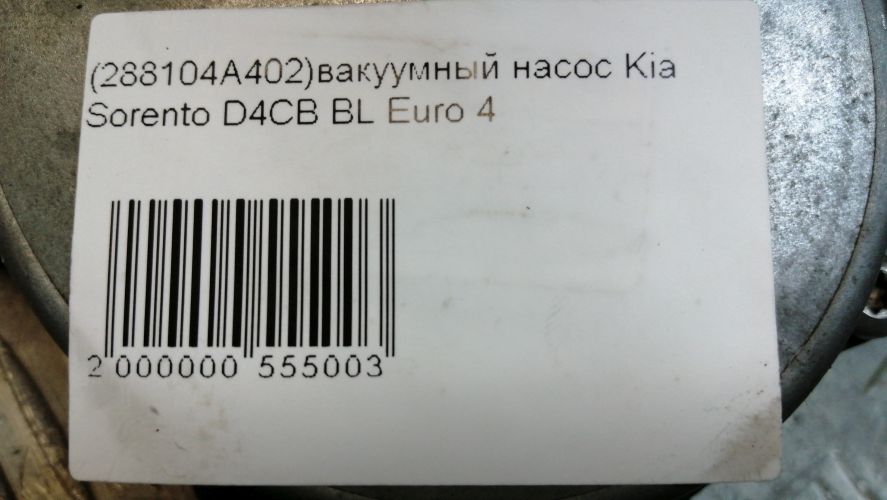 (288104A402)вакуумный насос Kia
Sorento D4CB BL Euro 4
2 000000 555003